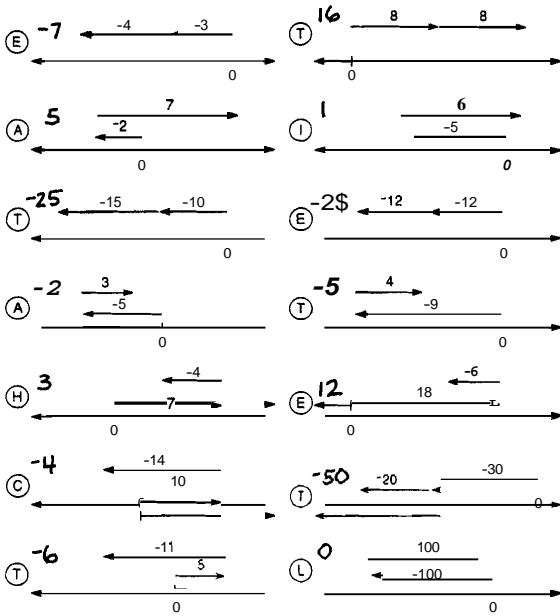 E -7 -4 -3
0
T 16 8 8
0
A 5 7
-2
0
I 1 6
-5
0
T -25 -15 -10
0
E -2$ -12 -12
0
A -2 3
-5
0
T -5 4
-9
0
H 3 -4
7
0
E 12 -6
18
0
C -4 -14
10
T -50 -30
-20
0
T -6 -11
5
0
L 0 100
-100
0